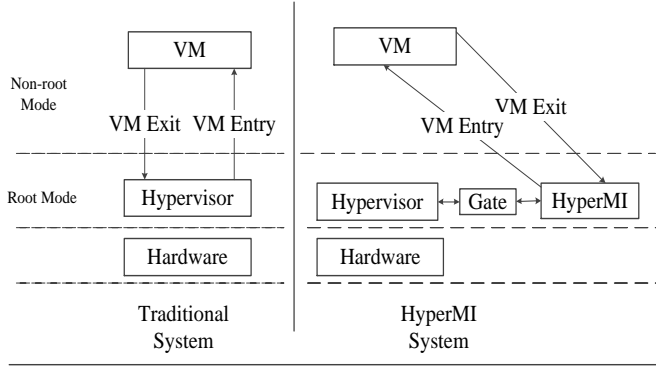 VM
VM
Non-root
Mode
VM Exit
VM Entry
VM Exit
VM Entry
Root Mode
Hypervisor
Hypervisor
Gate
HyperMI
Hardware
Hardware
Traditional
System
HyperMI
System